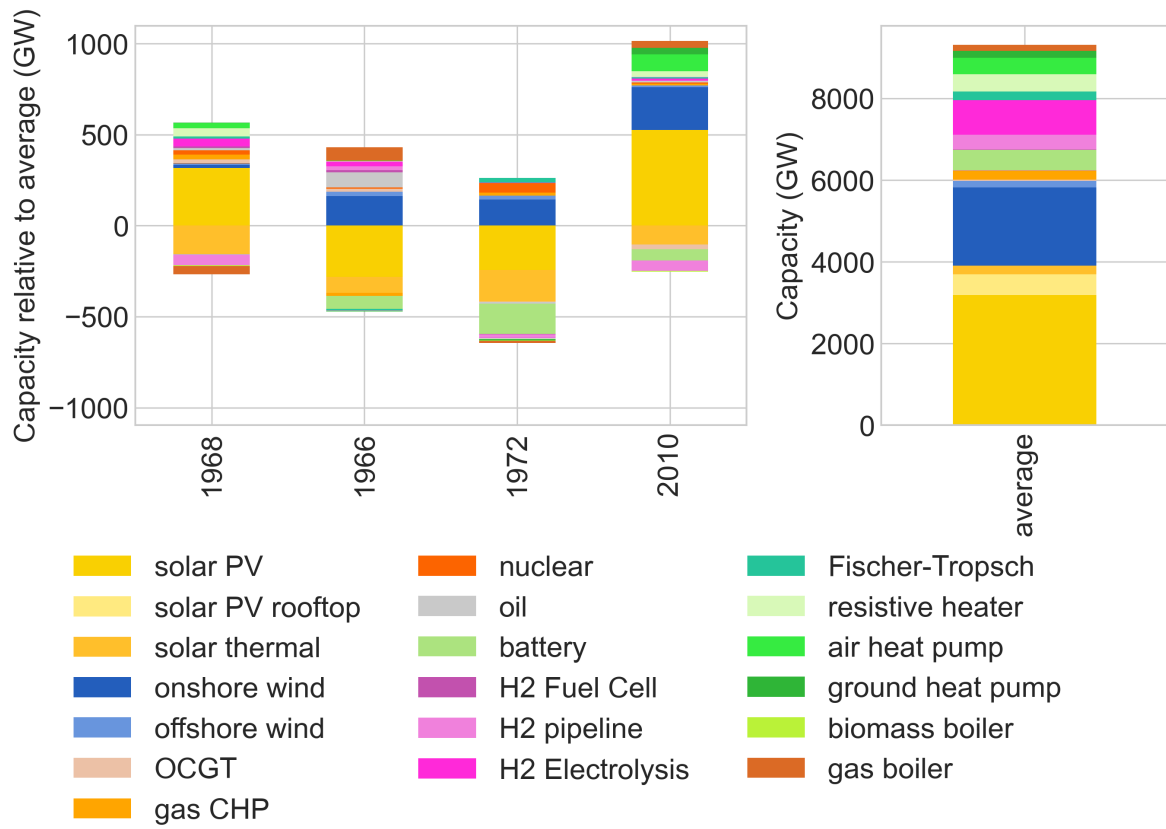 Capacity relative to average (GW)
1000
500
0
−500
−1000
1968
1966
1972
2010
Capacity (GW)
8000
6000
4000
2000
0
average
solar PV
solar PV rooftop
solar thermal
onshore wind
offshore wind
OCGT
gas CHP
nuclear
oil
battery
H2 Fuel Cell
H2 pipeline
H2 Electrolysis
Fischer-Tropsch
resistive heater
air heat pump
ground heat pump
biomass boiler
gas boiler